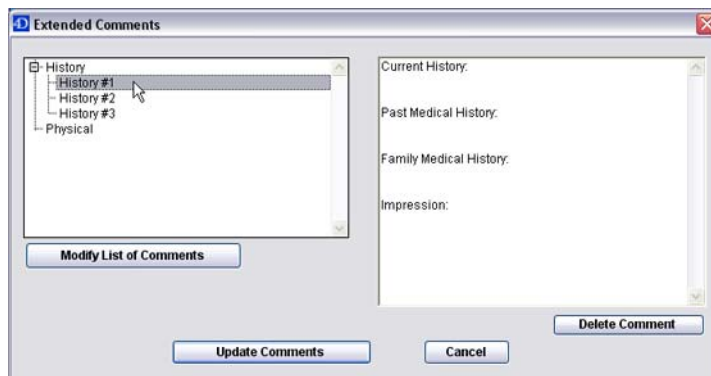 4D Extended Comments
History
History #1
History #2
History #3
Physical
Modify List of Comments
Current History:
Past Medical History:
Family Medical History:
Impression:
Delete Comment
Update Comments
Cancel